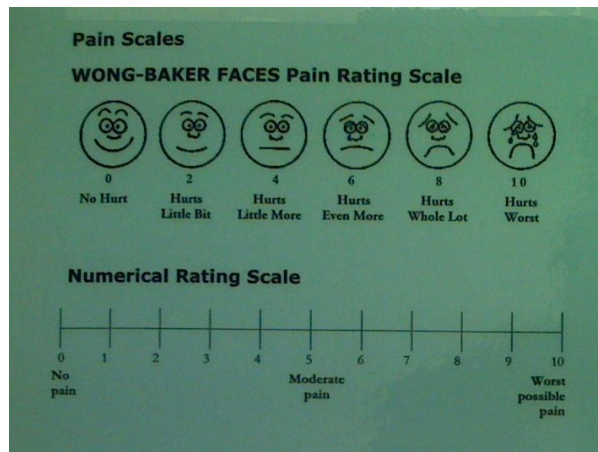 Pain Scales
WONG-BAKER FACES Pain Rating Scale
0 2 4 6 8 10
No Hurt Hurts Hurts Hurts Hurts Hurts
Little Bit Little More Even More Whole Lot Worst
Numerical Rating Scale
0 1 2 3 4 5 6 7 8 9 10
No Moderate Worst
pain pain possible
pain